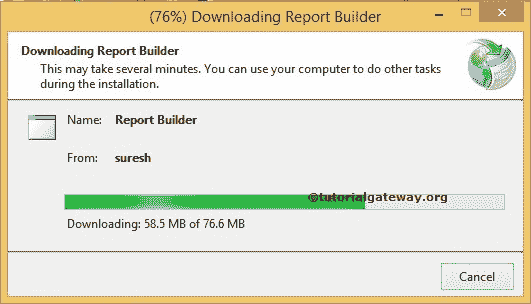 (76%) Downloading Report Builder
Downloading Report Builder
This may take several minutes. You can use your computer to do other tasks
during the installation.
Name: Report Builder
From: suresh
@tutorialgateway.org
Downloading: 58.5 MB of 76.6 MB
Cancel